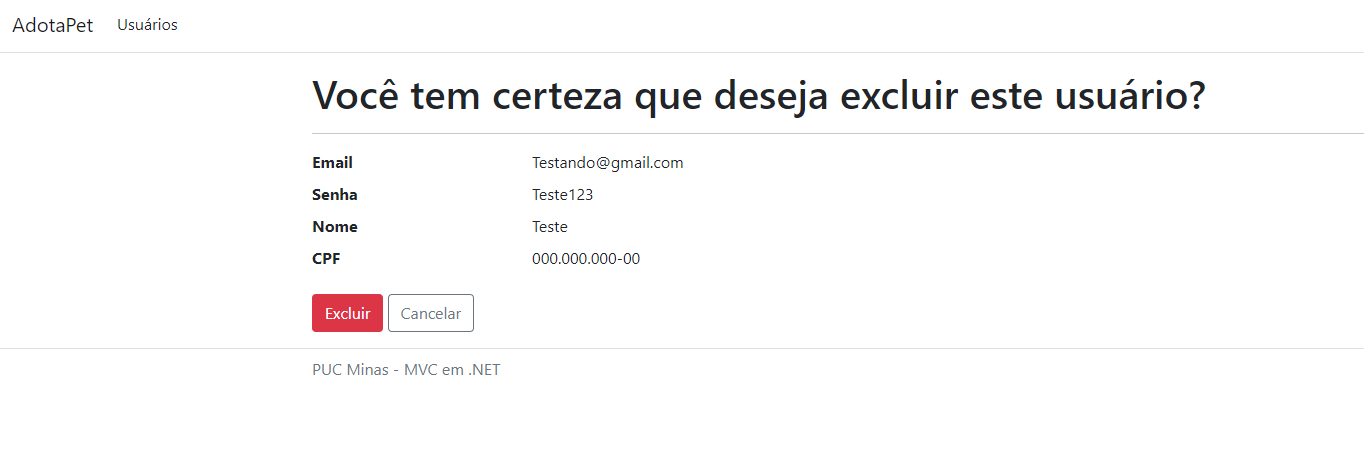 AdotaPet Usuários
Você tem certeza que deseja excluir este usuário?
Email Testando@gmail.com
Senha Teste123
Nome Teste
CPF 000.000.000-00
Excluir Cancelar
PUC Minas - MVC em .NET